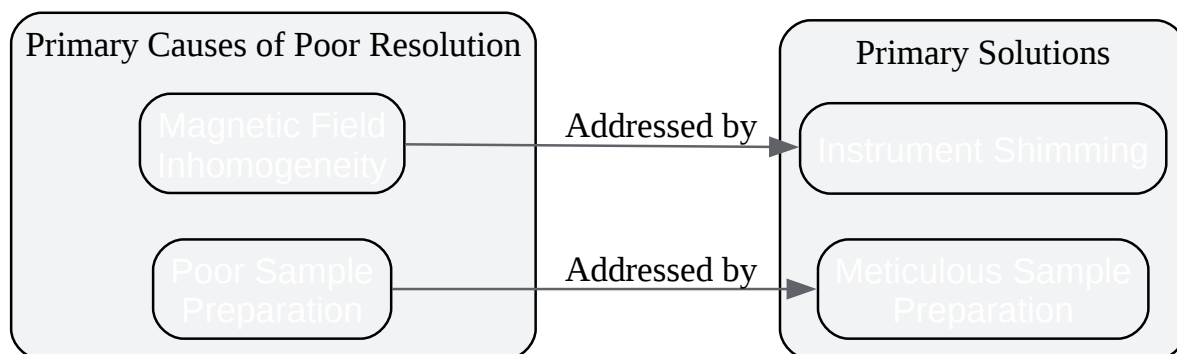 Primary Causes of Poor Resolution
Magnetic Field
Inhomogeneity
Poor Sample
Preparation
Addressed by
Addressed by
Primary Solutions
Instrument Shimming
Meticulous Sample
Preparation